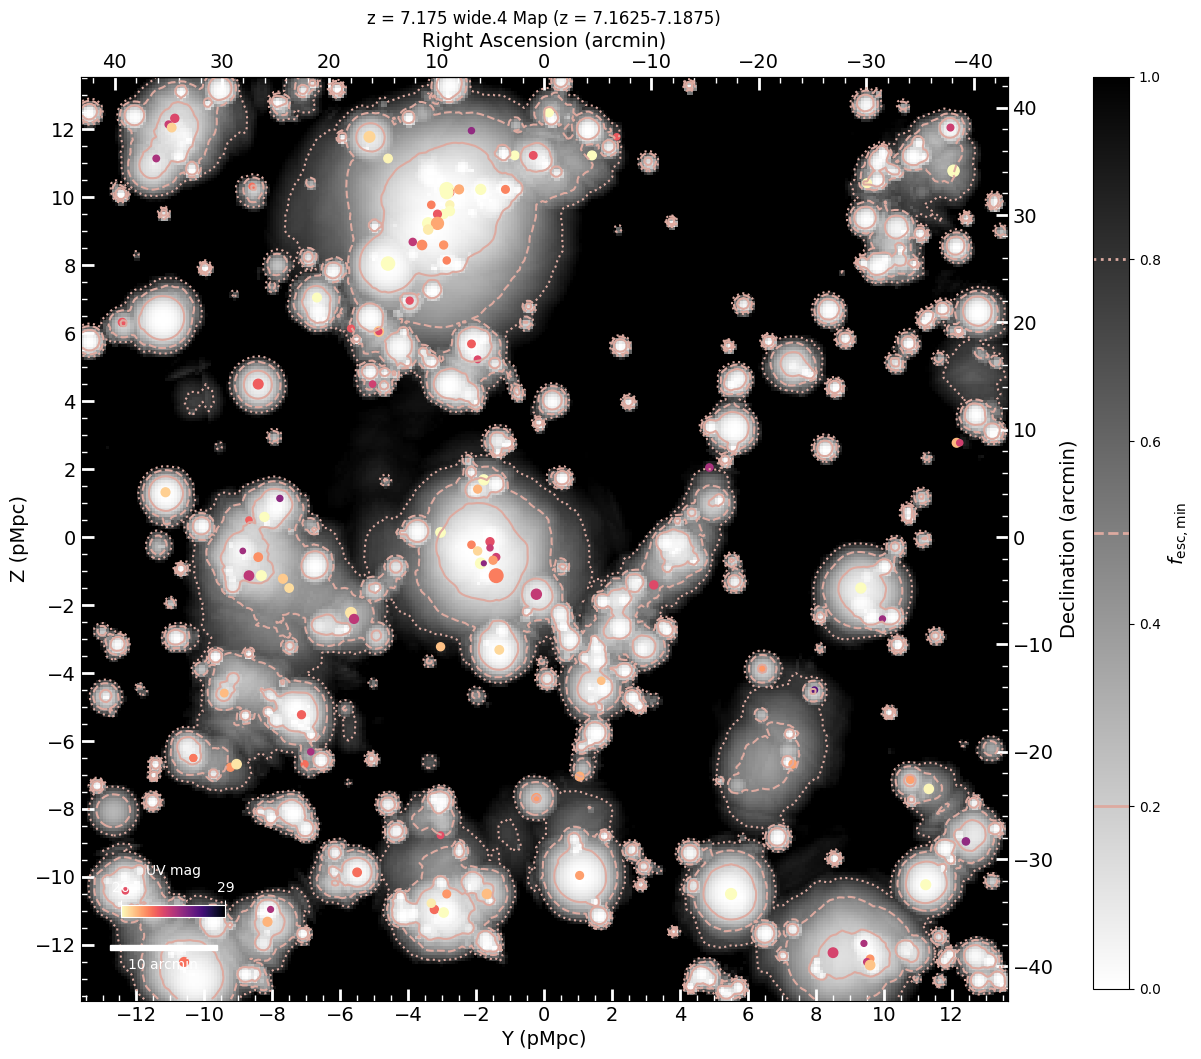 z = 7.175 wide.4 Map (z = 7.1625-7.1875)
Right Ascension (arcmin)
40 30 20 10 0 −10 −20 −30 −40
12
10
8
6
4
2
0
−2
−4
−6
−8
−10
−12
Z (pMpc)
UV mag
29
10 arcmin
−12 −10 −8 −6 −4 −2 0 2 4 6 8 10 12
Y (pMpc)
40
30
20
10
0
−10
−20
−30
−40
Declination (arcmin)
1.0
0.8
0.6
0.4
0.2
0.0
fesc,min